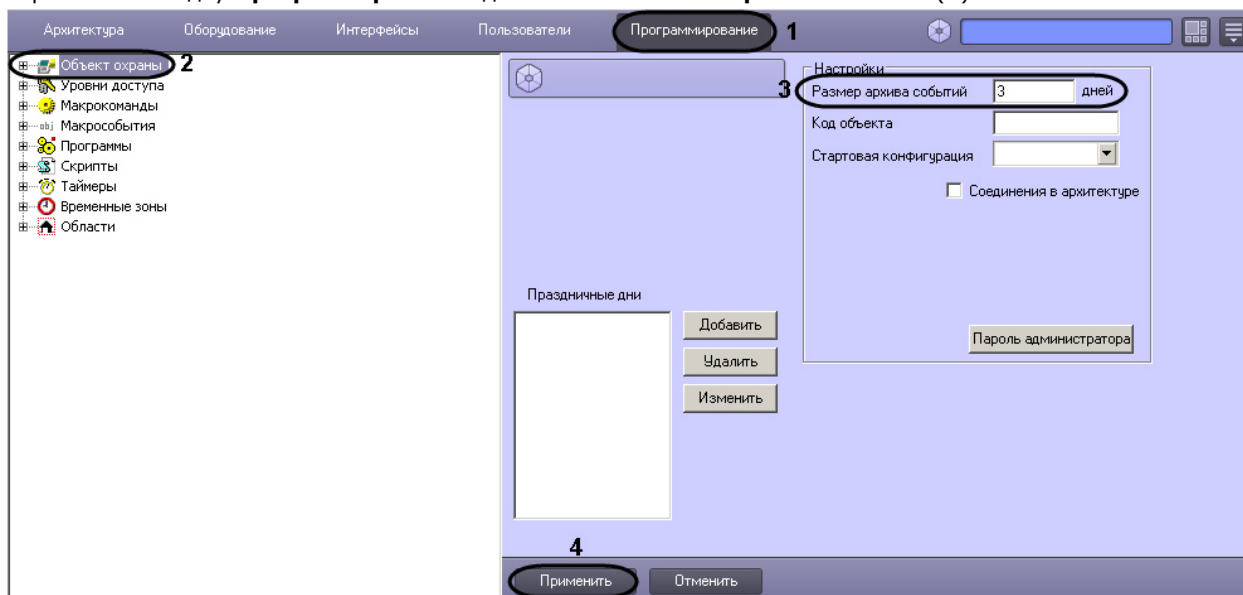 Архитектура Оборудование Интерфейсы Пользователи Программирование 1
Объект охраны 2
Уровни доступа
Макрокоманды
obj Макрособытия
Программы
Скрипты
Таймеры
Временные зоны
Области
Настройки
3 Размер архива событий 3 дней
Код объекта
Стартовая конфигурация
Соединения в архитектуре
Пароль администратора
Праздничные дни
Добавить
Удалить
Изменить
4
Применить Отменить